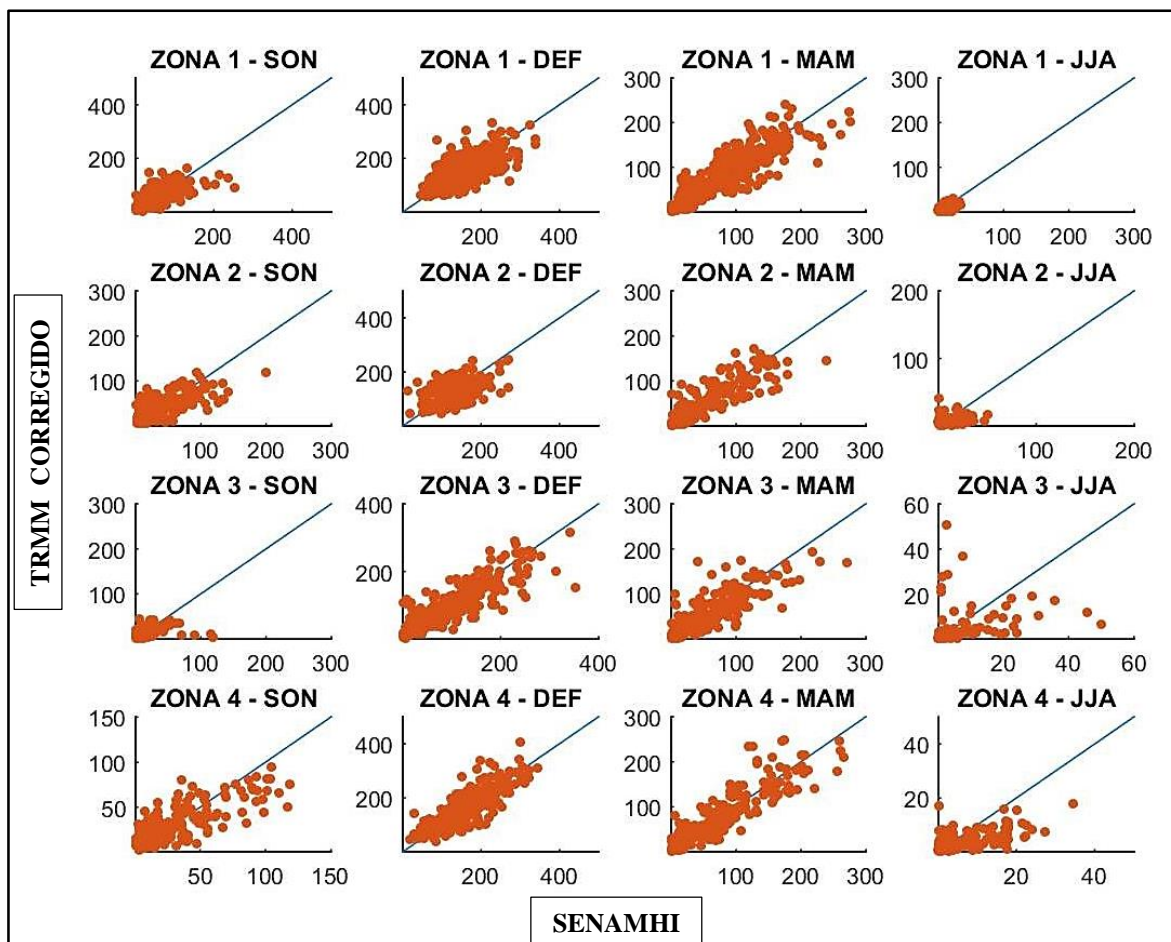 ZONA 1 - SON ZONA 1 - DEF ZONA 1 - MAM ZONA 1 - JJA
400 400 300 300
200 200 200 200
100 100
200 400 200 400 100 200 300 100 200 300
ZONA 2 - SON ZONA 2 - DEF ZONA 2 - MAM ZONA 2 - JJA
300 400 300 200
200 200 200 100
100 100
100 200 300 200 400 100 200 300 100 200
ZONA 3 - SON ZONA 3 - DEF ZONA 3 - MAM ZONA 3 - JJA
300 400 300 60
200 200 200 40
100 100 20
100 200 300 200 400 100 200 300 20 40 60
ZONA 4 - SON ZONA 4 - DEF ZONA 4 - MAM ZONA 4 - JJA
150 400 300 40
100 200 200 20
50 100
50 100 150 200 400 100 200 300 20 40
TRMM CORREGIDO
SENAMHI